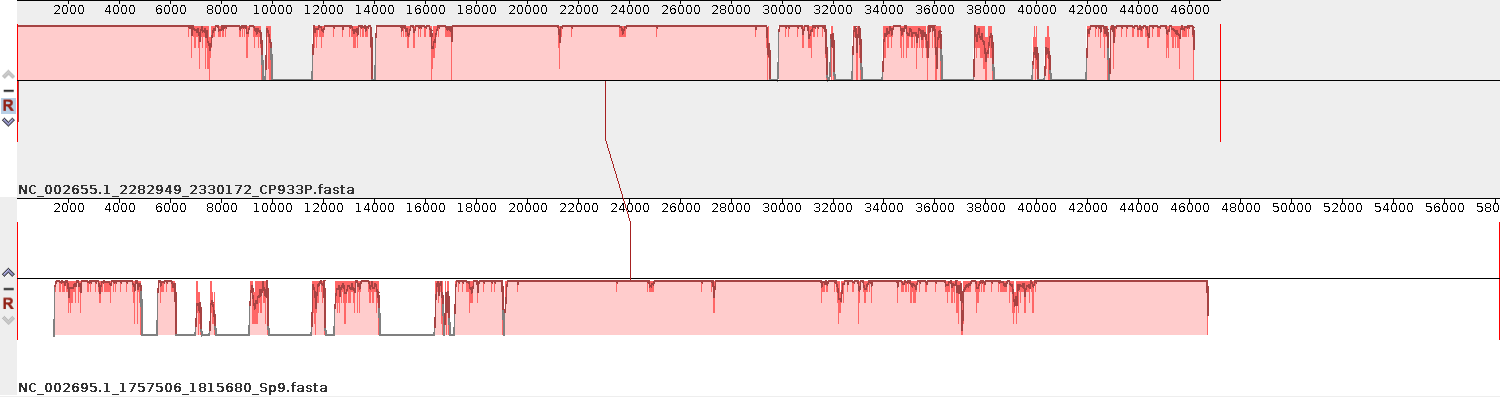 2000 4000 6000 8000 10000 12000 14000 16000 18000 20000 22000 24000 26000 28000 30000 32000 34000 36000 38000 40000 42000 44000 46000
R
NC_002655.1_2282949_2330172_CP933P.fasta
2000 4000 6000 8000 10000 12000 14000 16000 18000 20000 22000 24000 26000 28000 30000 32000 34000 36000 38000 40000 42000 44000 46000 48000 50000 52000 54000 56000 580
R
NC_002695.1_1757506_1815680_Sp9.fasta